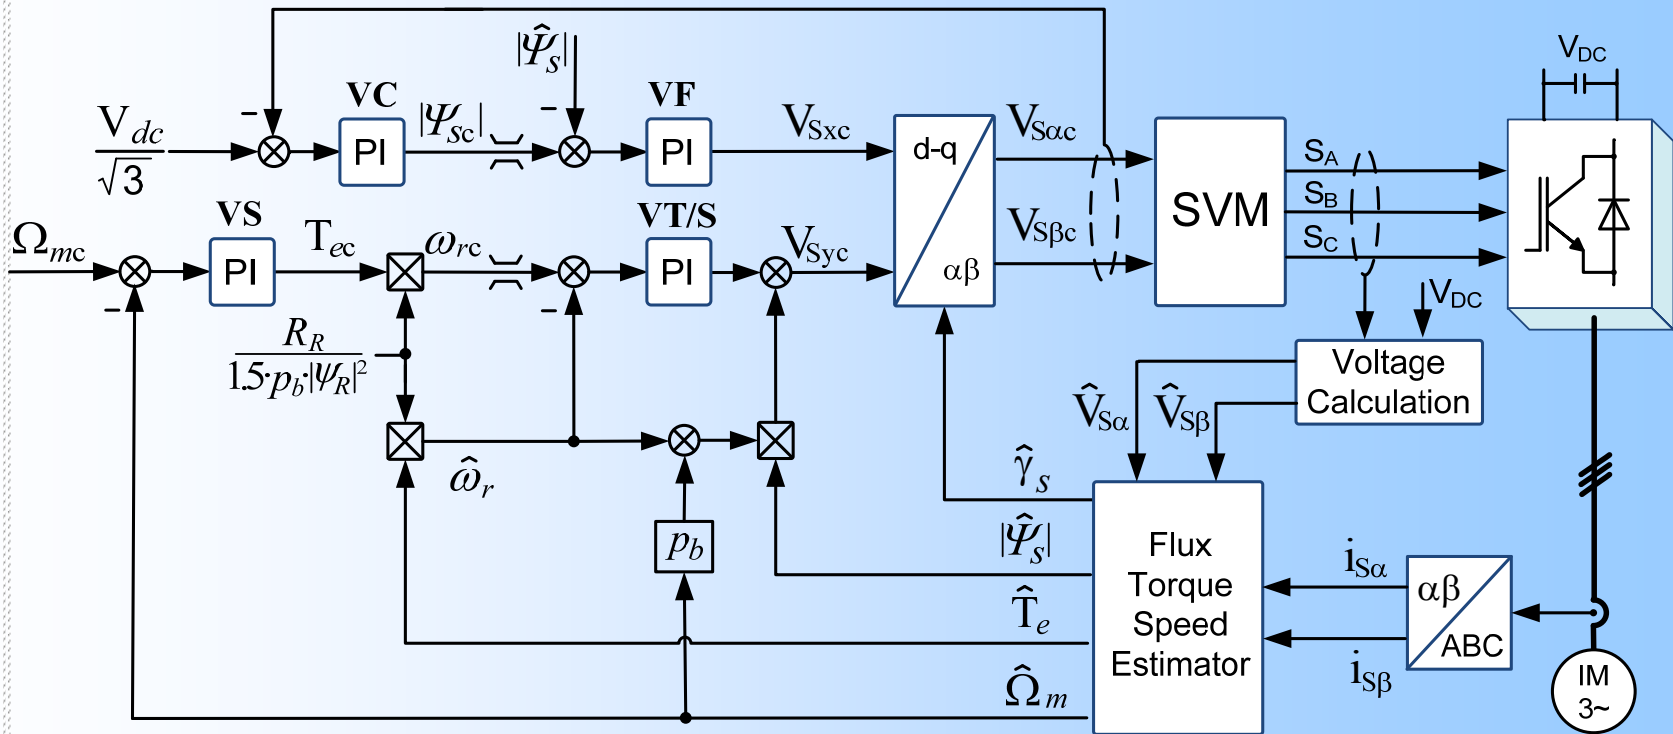 V_DC
|Ψ̂_s|
VC
VF
V_dc
√3
-
-
|Ψ_sc|
V_Sxc
V_Sαc
PI
PI
d-q
αβ
SVM
S_A
S_B
S_C
VS
VT/S
Ω_mc
T_ec
ω_rc
V_Syc
V_Sβc
PI
PI
-
-
V_DC
R_R
1.5·p_b·|ψ_R|²
Voltage
Calculation
V̂_Sα
V̂_Sβ
ω̂_r
γ̂_s
p_b
|Ψ̂_s|
Flux
Torque
Speed
Estimator
i_Sα
i_Sβ
αβ
ABC
T̂_e
Ω̂_m
IM
3~